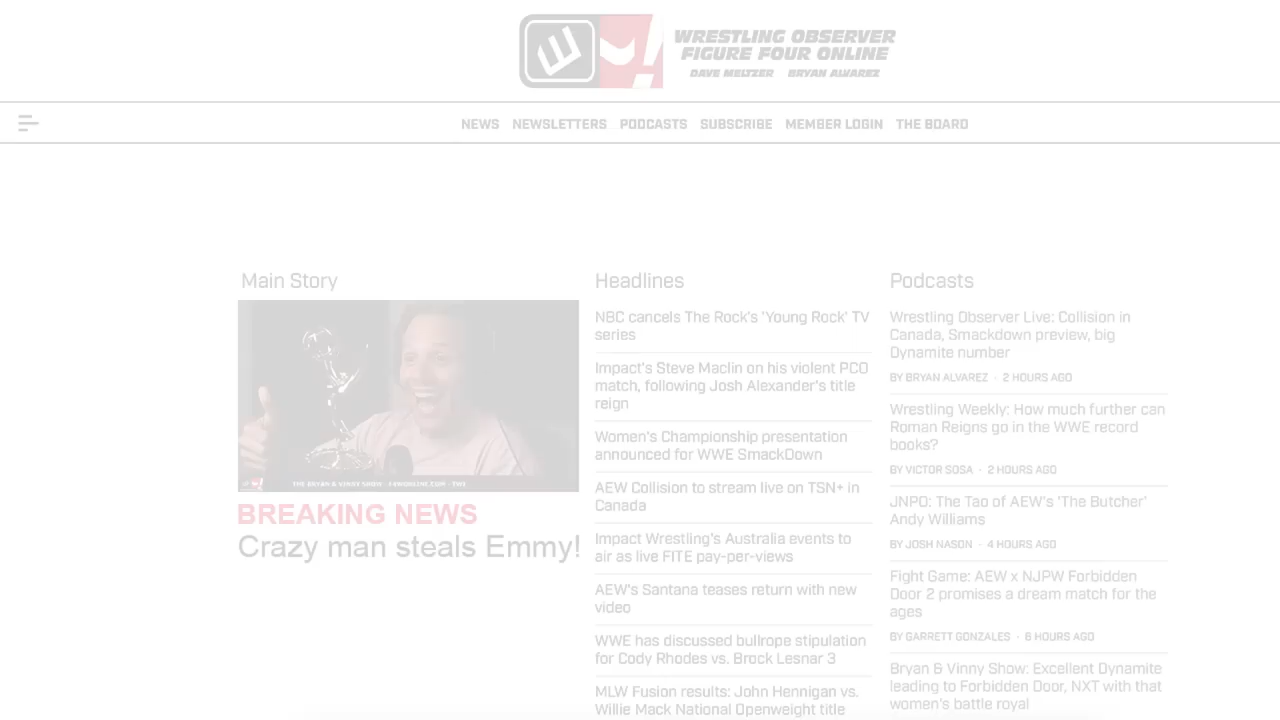 WRESTLING OBSERVER
FIGURE FOUR ONLINE
DAVE MELTZER BRYAN ALVAREZ
NEWS NEWSLETTERS PODCASTS SUBSCRIBE MEMBER LOGIN THE BOARD
Main Story
THE BRYAN & VINNY SHOW - F4WONLINE.COM -
BREAKING NEWS
Crazy man steals Emmy!
Headlines
NBC cancels The Rock's 'Young Rock' TV
series
Impact's Steve Maclin on his violent PCO
match, following Josh Alexander's title
reign
Women's Championship presentation
announced for WWE SmackDown
AEW Collision to stream live on TSN+ in
Canada
Impact Wrestling's Australia events to
air as live FITE pay-per-views
AEW's Santana teases return with new
video
WWE has discussed bullrope stipulation
for Cody Rhodes vs. Brock Lesnar 3
MLW Fusion results: John Hennigan vs.
Willie Mack National Openweight title
Podcasts
Wrestling Observer Live: Collision in
Canada, Smackdown preview, big
Dynamite number
BY BRYAN ALVAREZ · 2 HOURS AGO
Wrestling Weekly: How much further can
Roman Reigns go in the WWE record
books?
BY VICTOR SOSA · 2 HOURS AGO
JNPO: The Tao of AEW's 'The Butcher'
Andy Williams
BY JOSH NASON · 4 HOURS AGO
Fight Game: AEW x NJPW Forbidden
Door 2 promises a dream match for the
ages
BY GARRETT GONZALES · 6 HOURS AGO
Bryan & Vinny Show: Excellent Dynamite
leading to Forbidden Door, NXT with that
women's battle royal